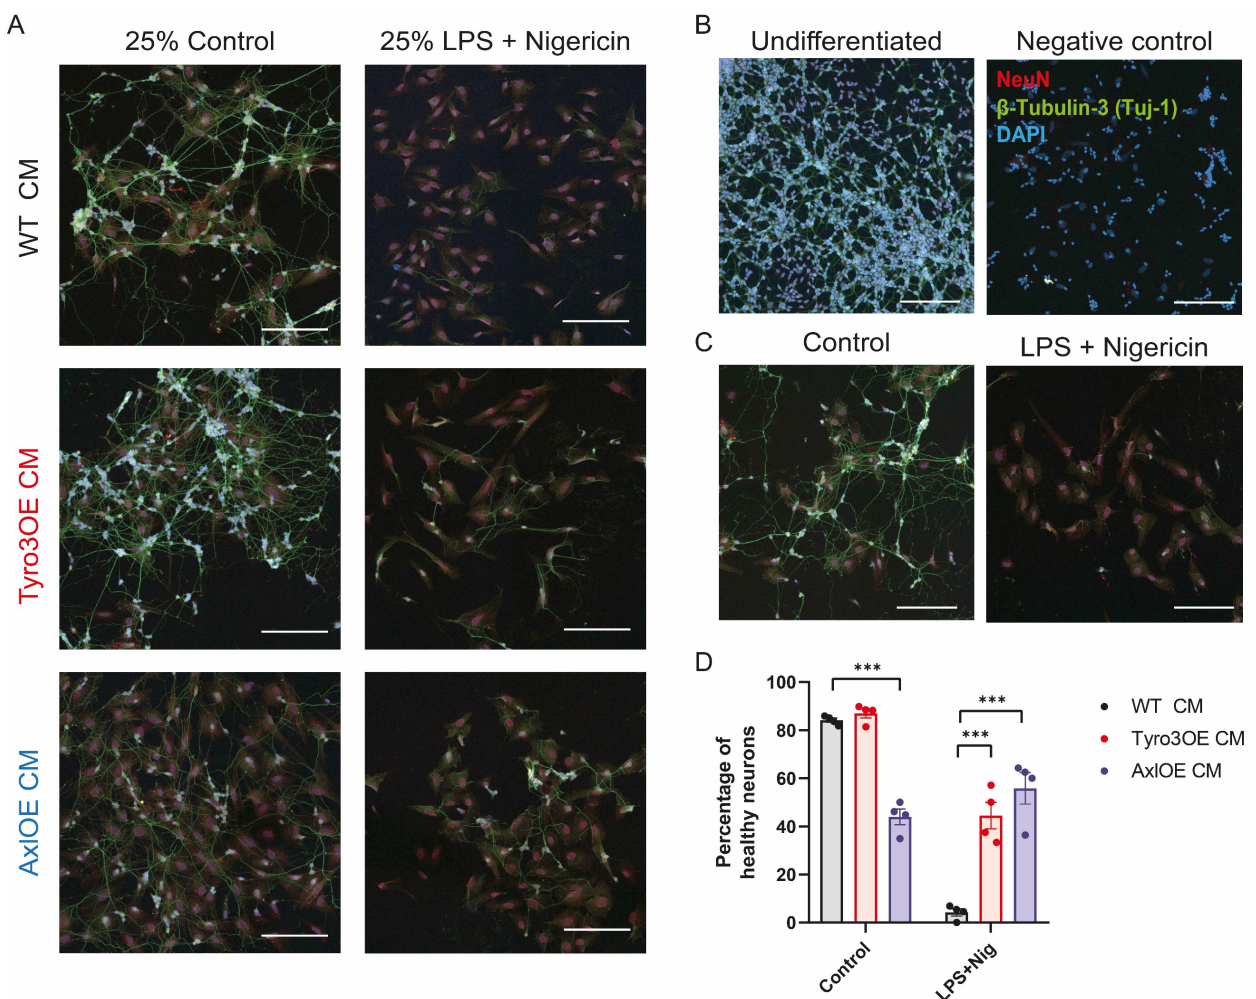 A
25% Control
25% LPS + Nigericin
WT CM
Tyro3OE CM
AxlOE CM
B
Undifferentiated
Negative control
NeuN
β-Tubulin-3 (Tuj-1)
DAPI
C
Control
LPS + Nigericin
D
Percentage of
healthy neurons
100
80
60
40
20
0
***
***
***
Control
LPS+Nig
WT CM
Tyro3OE CM
AxlOE CM